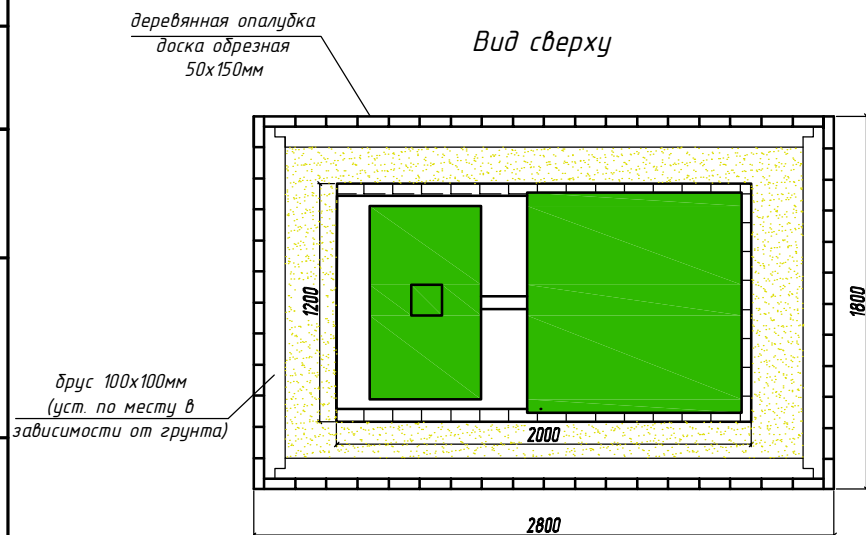 деревянная опалубка
доска обрезная
50х150мм
Вид сверху
1200
1800
брус 100х100мм
(уст. по месту в
зависимости от грунта)
2000
2800